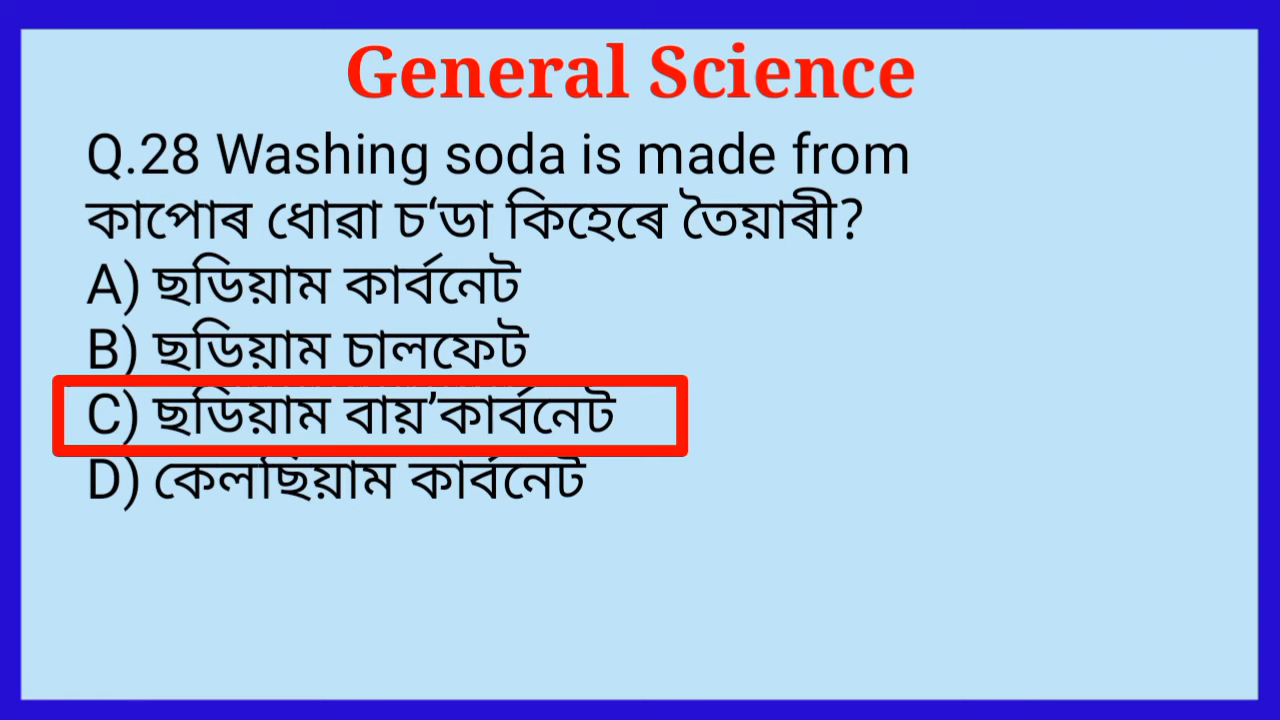 General Science
Q.28 Washing soda is made from
কাপোৰ ধোৱা চ‘ডা কিহেৰে তৈয়াৰী?
A) ছডিয়াম কাৰ্বনেট
B) ছডিয়াম চালফেট
C) ছডিয়াম বায়’কাৰ্বনেট
D) কেলছিয়াম কাৰ্বনেট